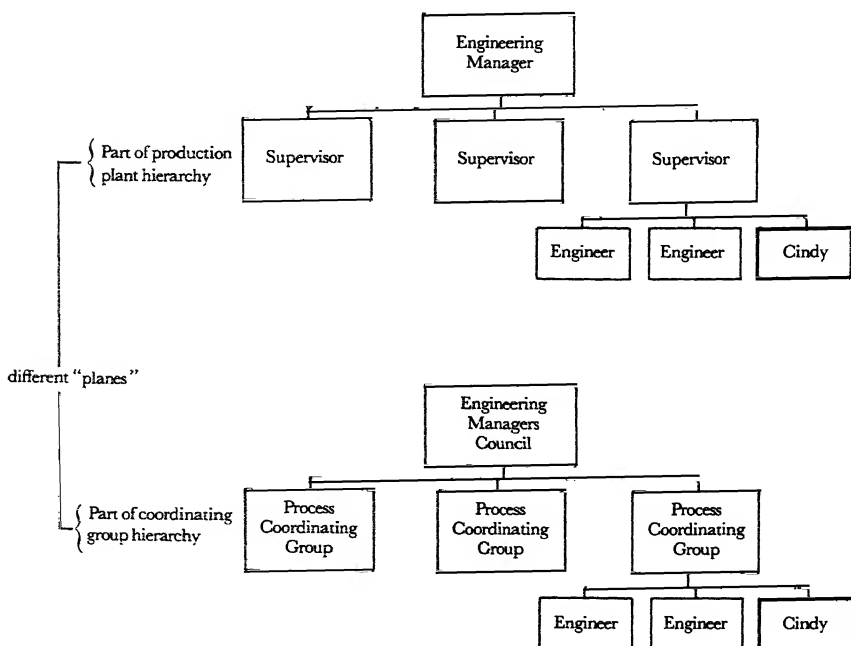 Engineering
Manager
Part of production
plant hierarchy
Supervisor
Supervisor
Supervisor
Engineer
Engineer
Cindy
different “planes”
Engineering
Managers
Council
Part of coordinating
group hierarchy
Process
Coordinating
Group
Process
Coordinating
Group
Process
Coordinating
Group
Engineer
Engineer
Cindy